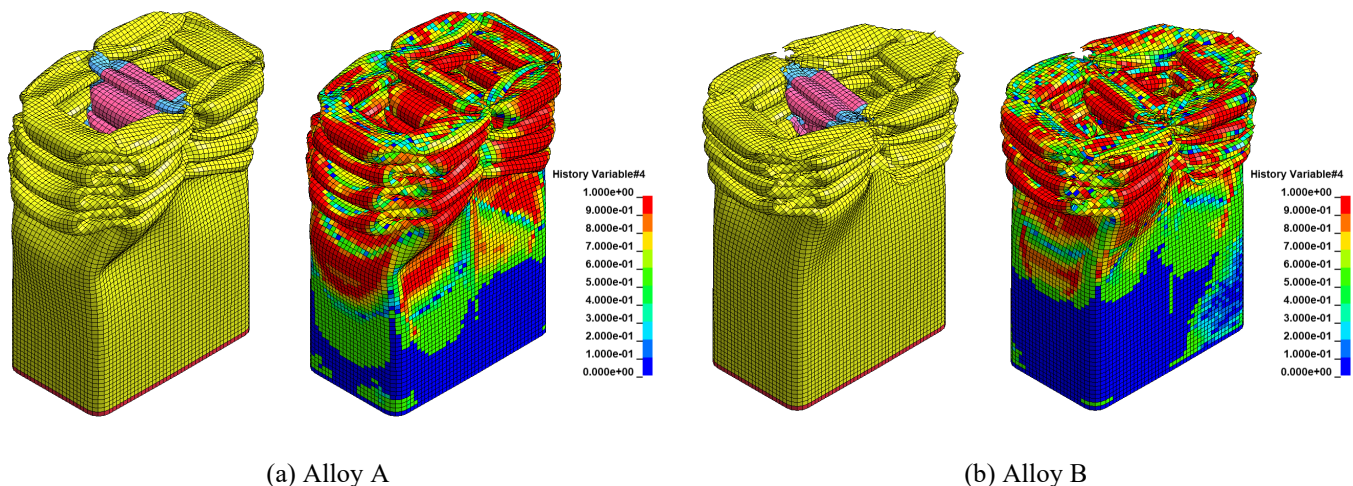 History Variable#4
1.000e+00
9.000e-01
8.000e-01
7.000e-01
6.000e-01
5.000e-01
4.000e-01
3.000e-01
2.000e-01
1.000e-01
0.000e+00
History Variable#4
1.000e+00
9.000e-01
8.000e-01
7.000e-01
6.000e-01
5.000e-01
4.000e-01
3.000e-01
2.000e-01
1.000e-01
0.000e+00
(a) Alloy A
(b) Alloy B